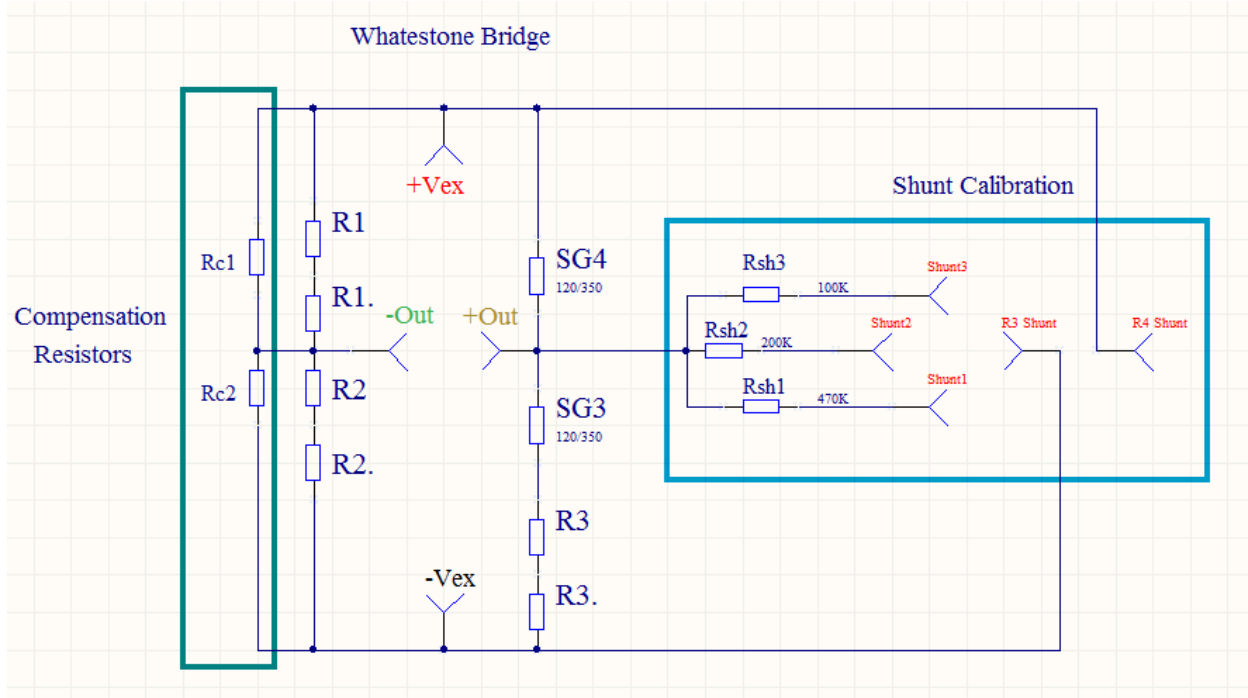 Whatestone Bridge
+Vex
Shunt Calibration
R1
Rc1
SG4
120/350
Rsh3
100K
Shunt3
R1.
Compensation
Resistors
-Out
+Out
Rsh2
200K
Shunt2
R3 Shunt
R4 Shunt
Rc2
R2
Rsh1
470K
Shunt1
SG3
120/350
R2.
R3
-Vex
R3.